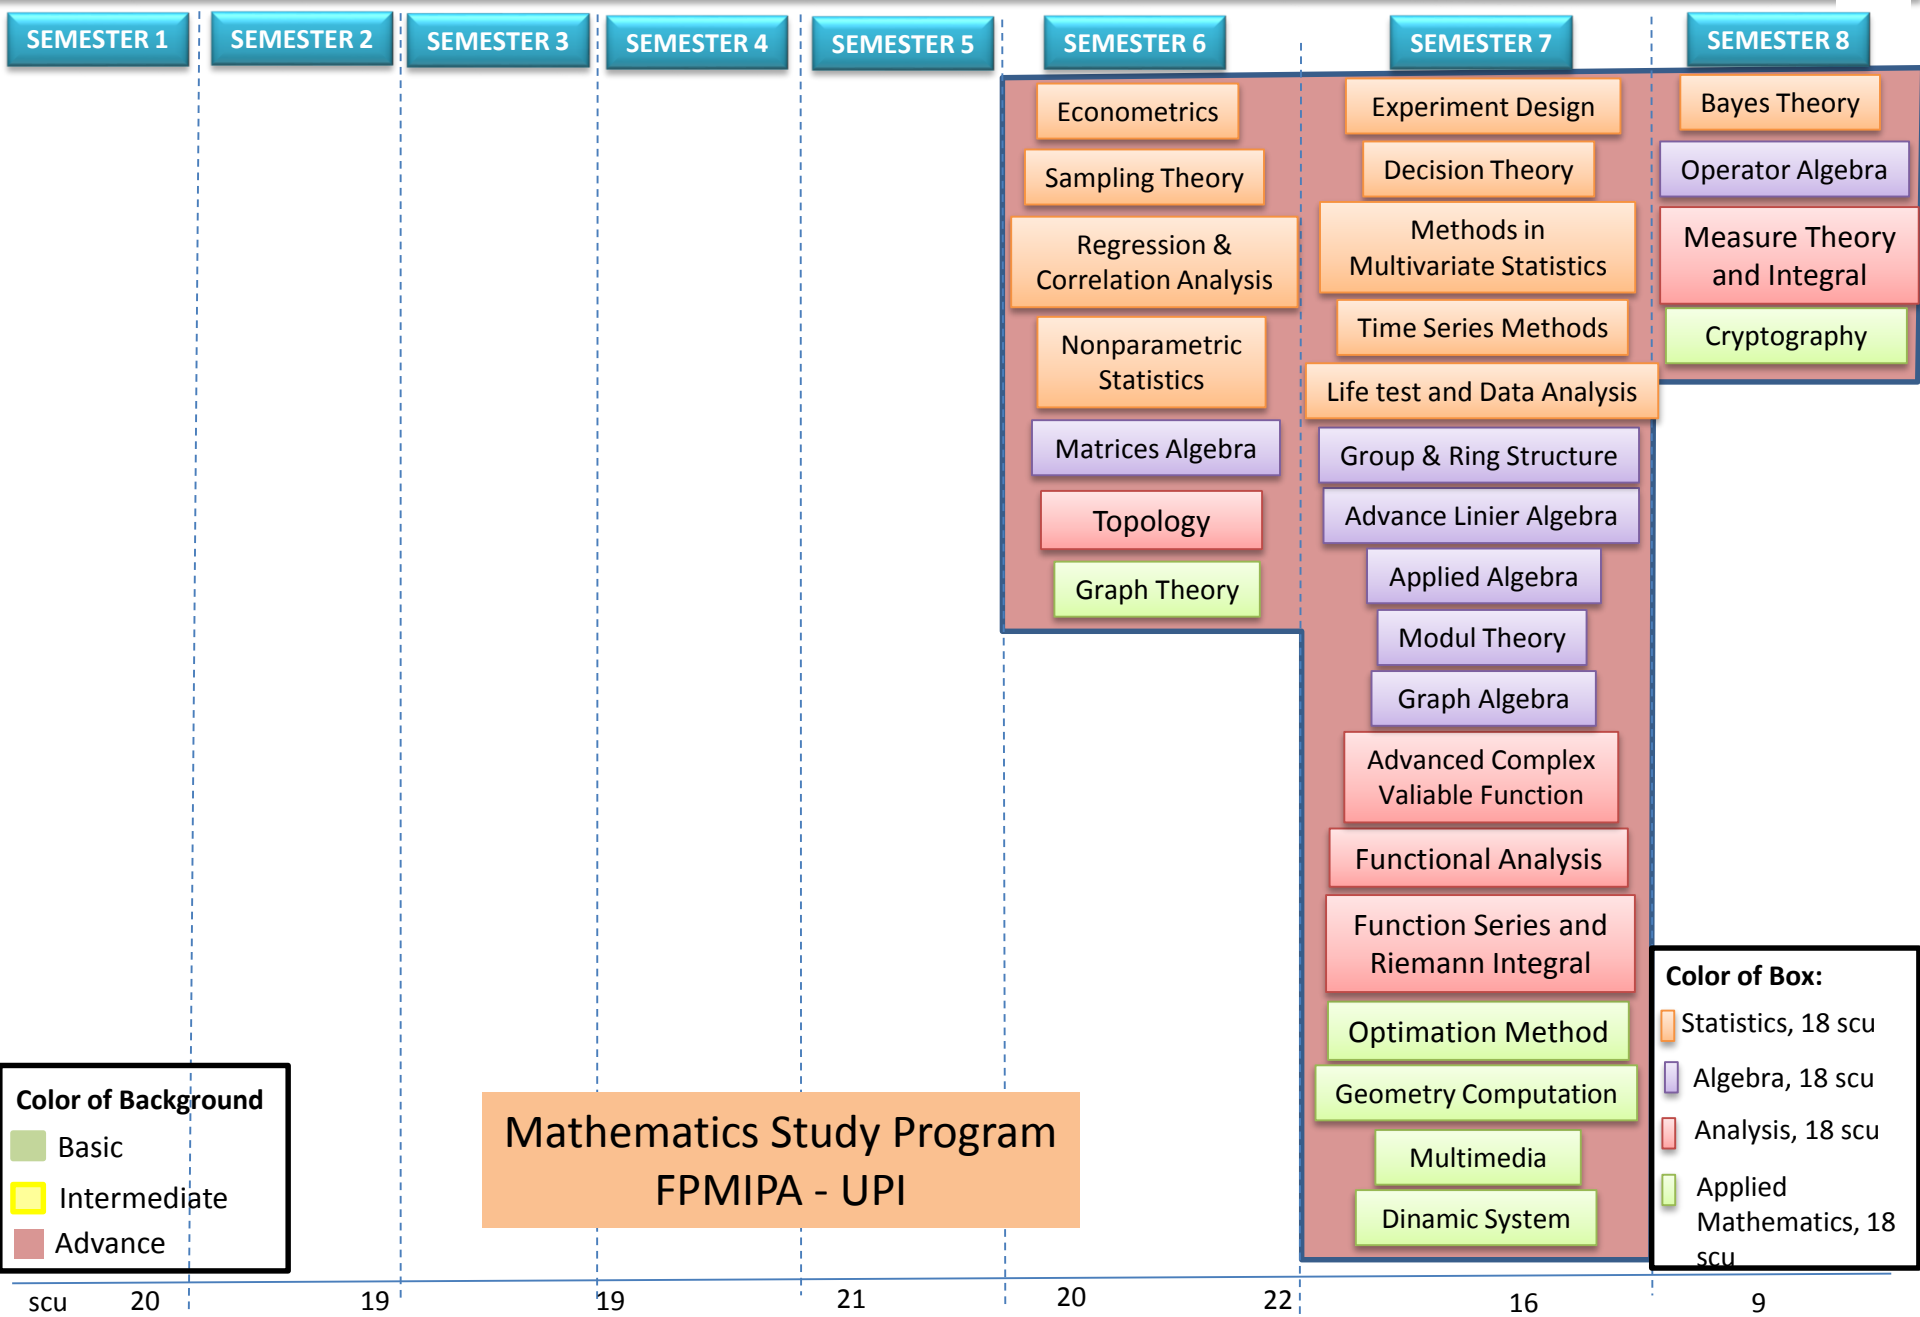 SEMESTER 1
SEMESTER 2
SEMESTER 3
SEMESTER 4
SEMESTER 5
SEMESTER 6
SEMESTER 7
SEMESTER 8
Econometrics
Sampling Theory
Regression &
Correlation Analysis
Nonparametric
Statistics
Matrices Algebra
Topology
Graph Theory
Experiment Design
Decision Theory
Methods in
Multivariate Statistics
Time Series Methods
Life test and Data Analysis
Group & Ring Structure
Advance Linier Algebra
Applied Algebra
Modul Theory
Graph Algebra
Advanced Complex
Valiable Function
Functional Analysis
Function Series and
Riemann Integral
Optimation Method
Geometry Computation
Multimedia
Dinamic System
Bayes Theory
Operator Algebra
Measure Theory
and Integral
Cryptography
Color of Box:
Statistics, 18 scu
Algebra, 18 scu
Analysis, 18 scu
Applied
Mathematics, 18
scu
Color of Background
Basic
Intermediate
Advance
Mathematics Study Program
FPMIPA - UPI
scu 20 19 19 21 20 22 16 9